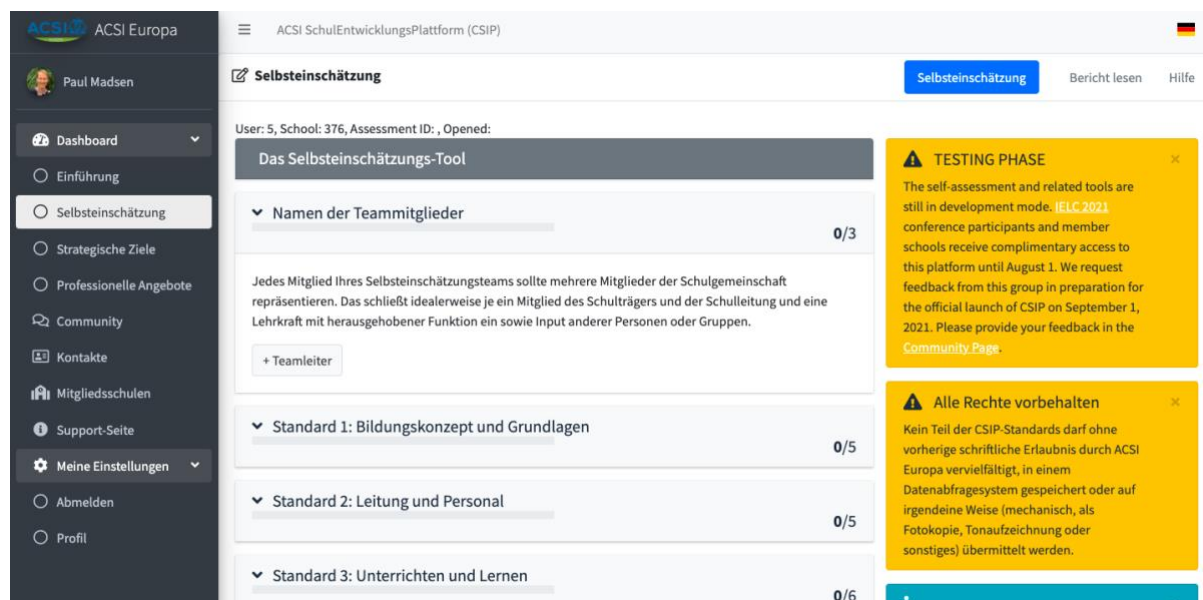 ACSI ACSI Europa
ACSI SchulEntwicklungsPlattform (CSIP)
Paul Madsen
Selbsteinschätzung
Selbsteinschätzung
Bericht lesen
Hilfe
Dashboard
Einführung
Selbsteinschätzung
Strategische Ziele
Professionelle Angebote
Community
Kontakte
Mitgliedsschulen
Support-Seite
Meine Einstellungen
Abmelden
Profil
User: 5, School: 376, Assessment ID: , Opened:
Das Selbsteinschätzungs-Tool
Namen der Teammitglieder
0/3
Jedes Mitglied Ihres Selbsteinschätzungsteams sollte mehrere Mitglieder der Schulgemeinschaft
repräsentieren. Das schließt idealerweise je ein Mitglied des Schulträgers und der Schulleitung und eine
Lehrkraft mit herausgehobener Funktion ein sowie Input anderer Personen oder Gruppen.
+ Teamleiter
Standard 1: Bildungskonzept und Grundlagen
0/5
Standard 2: Leitung und Personal
0/5
Standard 3: Unterrichten und Lernen
0/6
TESTING PHASE
The self-assessment and related tools are
still in development mode. IELC 2021
conference participants and member
schools receive complimentary access to
this platform until August 1. We request
feedback from this group in preparation for
the official launch of CSIP on September 1,
2021. Please provide your feedback in the
Community Page.
Alle Rechte vorbehalten
Kein Teil der CSIP-Standards darf ohne
vorherige schriftliche Erlaubnis durch ACSI
Europa vervielfältigt, in einem
Datenabfragesystem gespeichert oder auf
irgendeine Weise (mechanisch, als
Fotokopie, Tonaufzeichnung oder
sonstiges) übermittelt werden.